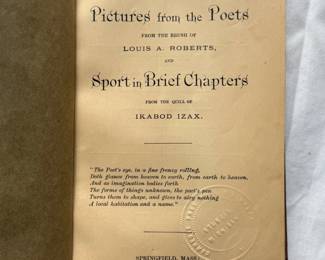 Pictures from the Poets
FROM THE BRUSH OF
LOUIS A. ROBERTS,
AND
Sport in Brief Chapters
FROM THE QUILL OF
IKABOD IZAX.
"The Poet's eye, in a fine frenzy rolling,
Doth glance from heaven to earth, from earth to heaven,
And as imagination bodies forth
The forms of things unknown, the poet's pen
Turns them to shape, and gives to airy nothing
A local habitation and a name."
SPRINGFIELD, MASS.